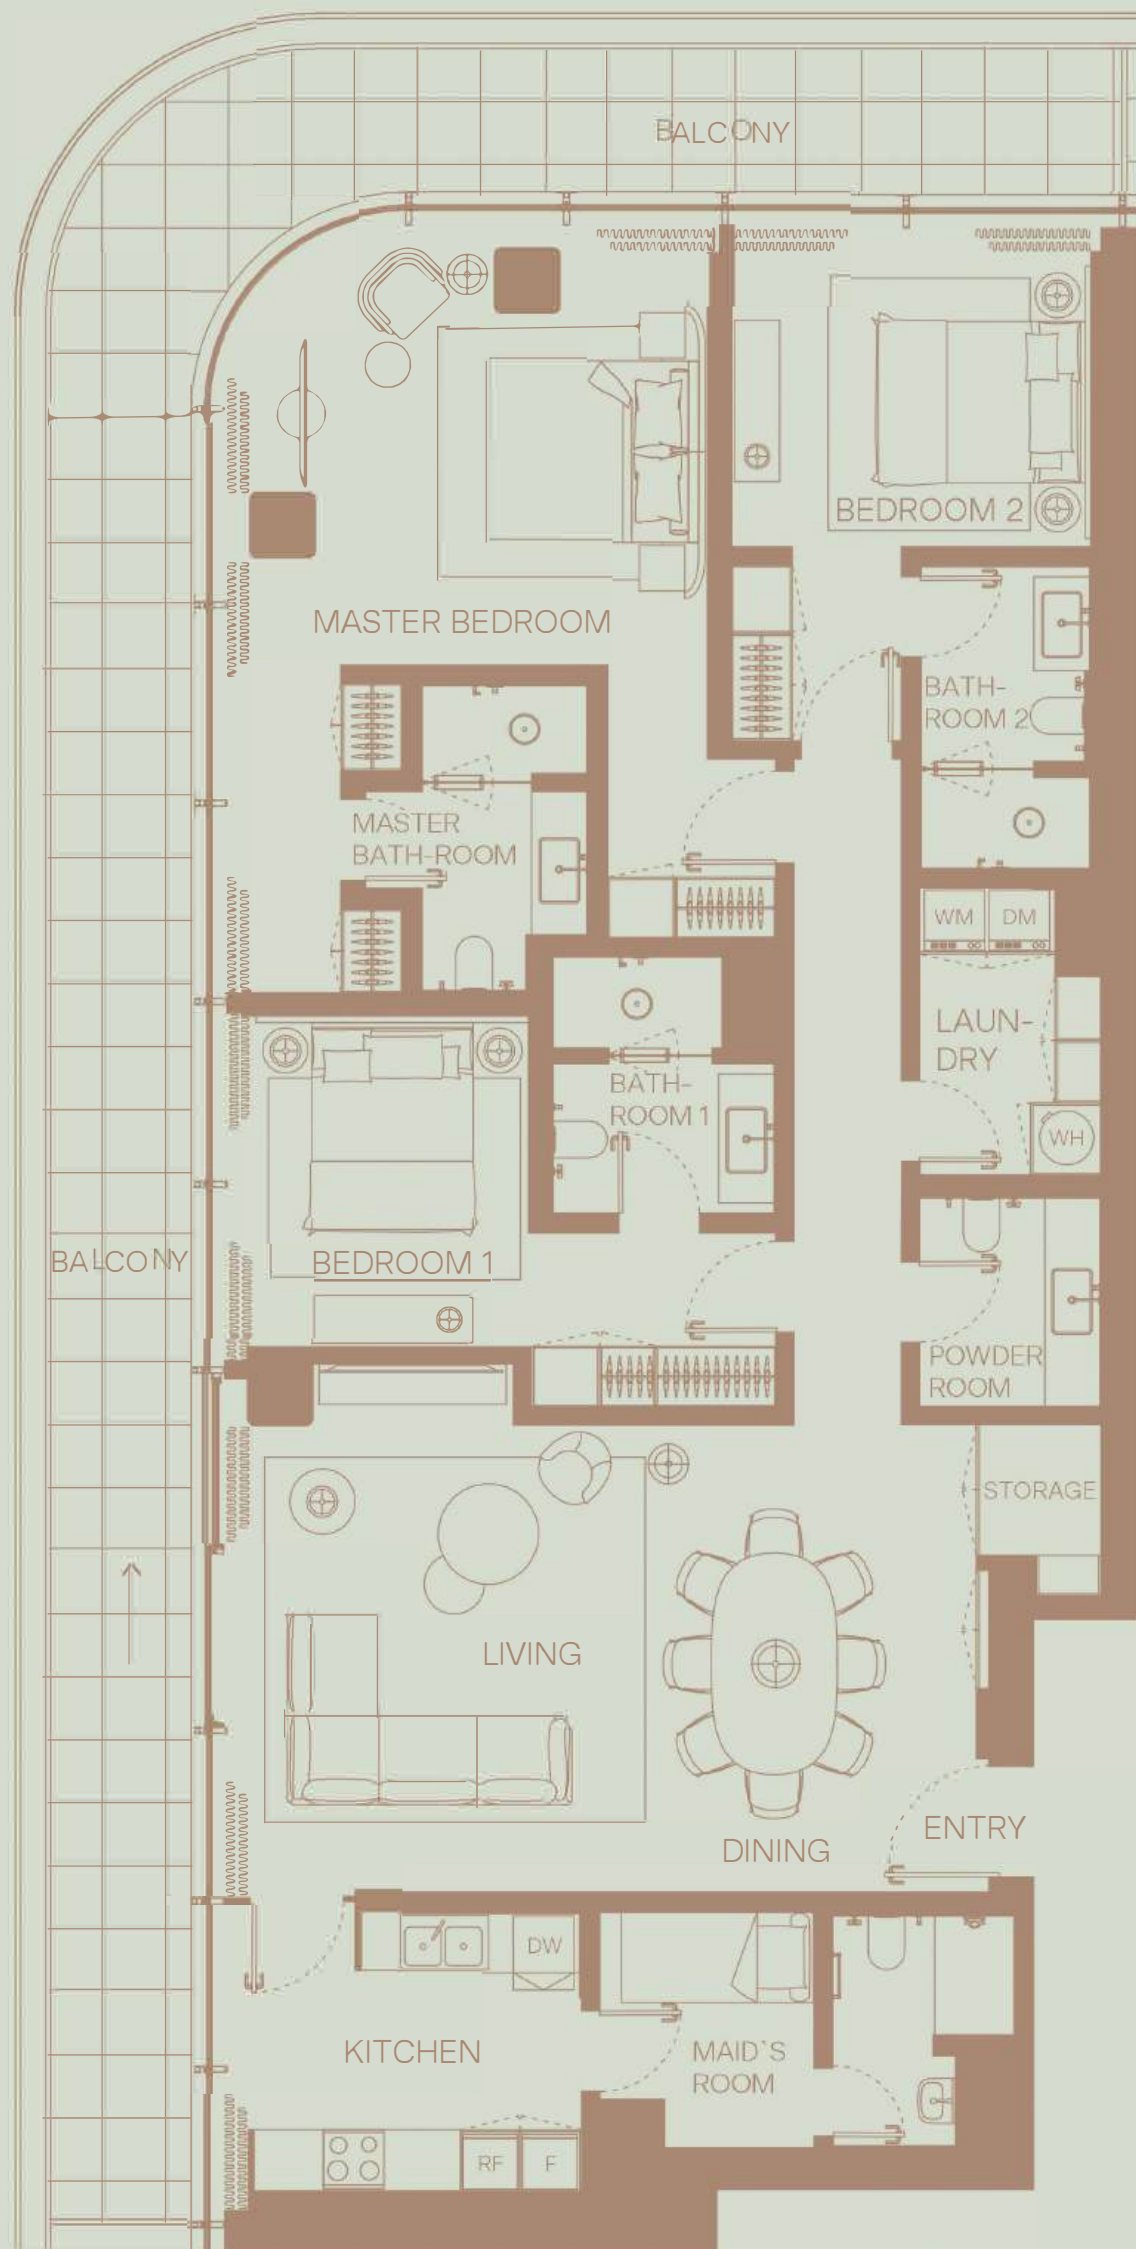 BALCONY
BEDROOM 2
MASTER BEDROOM
BATH-
ROOM 2
MASTER
BATH-ROOM
WM
DM
LAUN-
DRY
BATH-
ROOM 1
WH
BALCONY
BEDROOM 1
POWDER
ROOM
STORAGE
LIVING
ENTRY
DINING
DW
KITCHEN
MAID`S
ROOM
RF
F